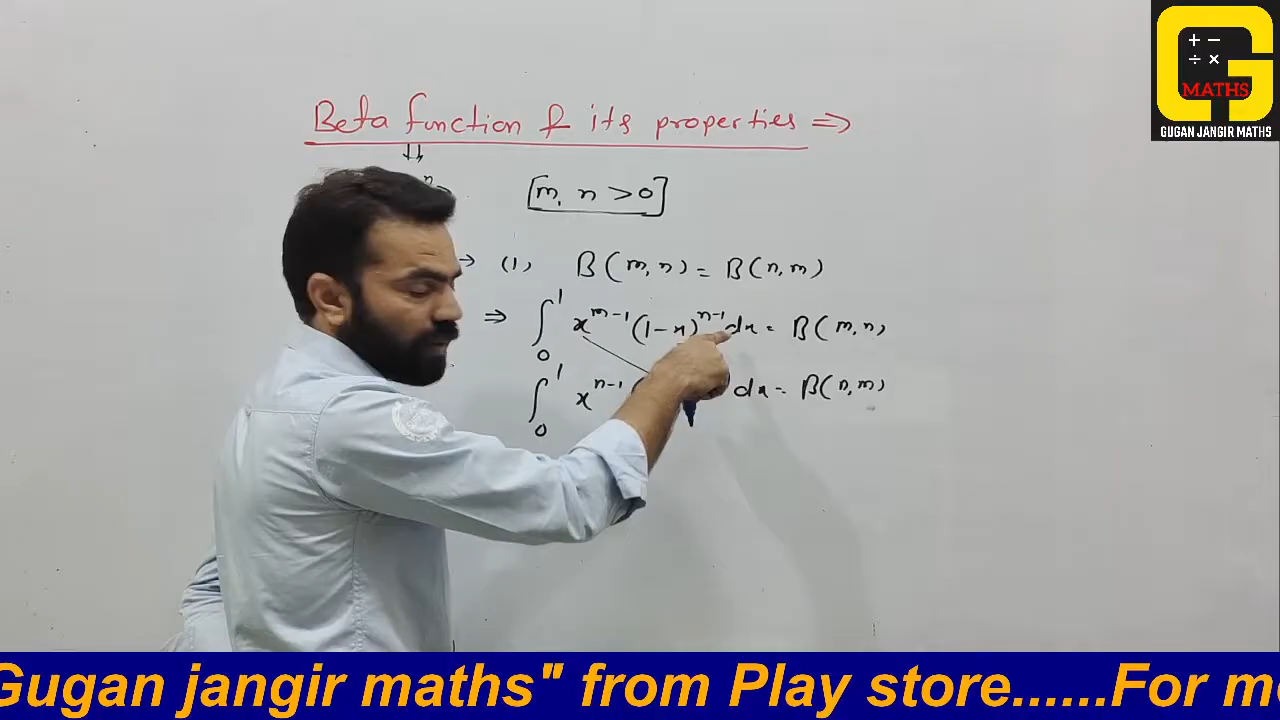 + −
÷ ×
MATHS
GUGAN JANGIR MATHS
Beta function & its properties ⇒
[m, n > 0]
(1) B(m, n) = B(n, m)
⇒ ∫₀¹ x^(m-1) (1-x)^(n-1) dx = B(m, n)
∫₀¹ x^(n-1) ( dx = B(n, m)
Gugan jangir maths" from Play store......For